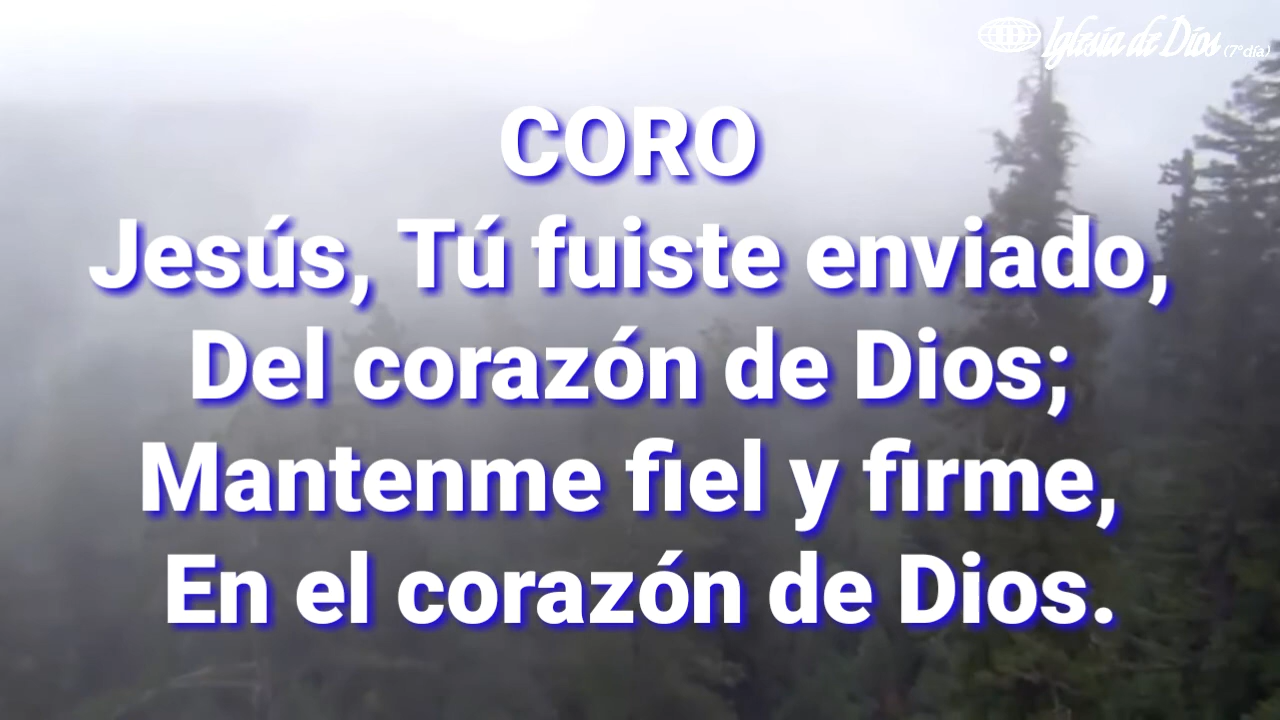 Iglesia de Dios (7º día)
CORO
Jesús, Tú fuiste enviado,
Del corazón de Dios;
Mantenme fiel y firme,
En el corazón de Dios.